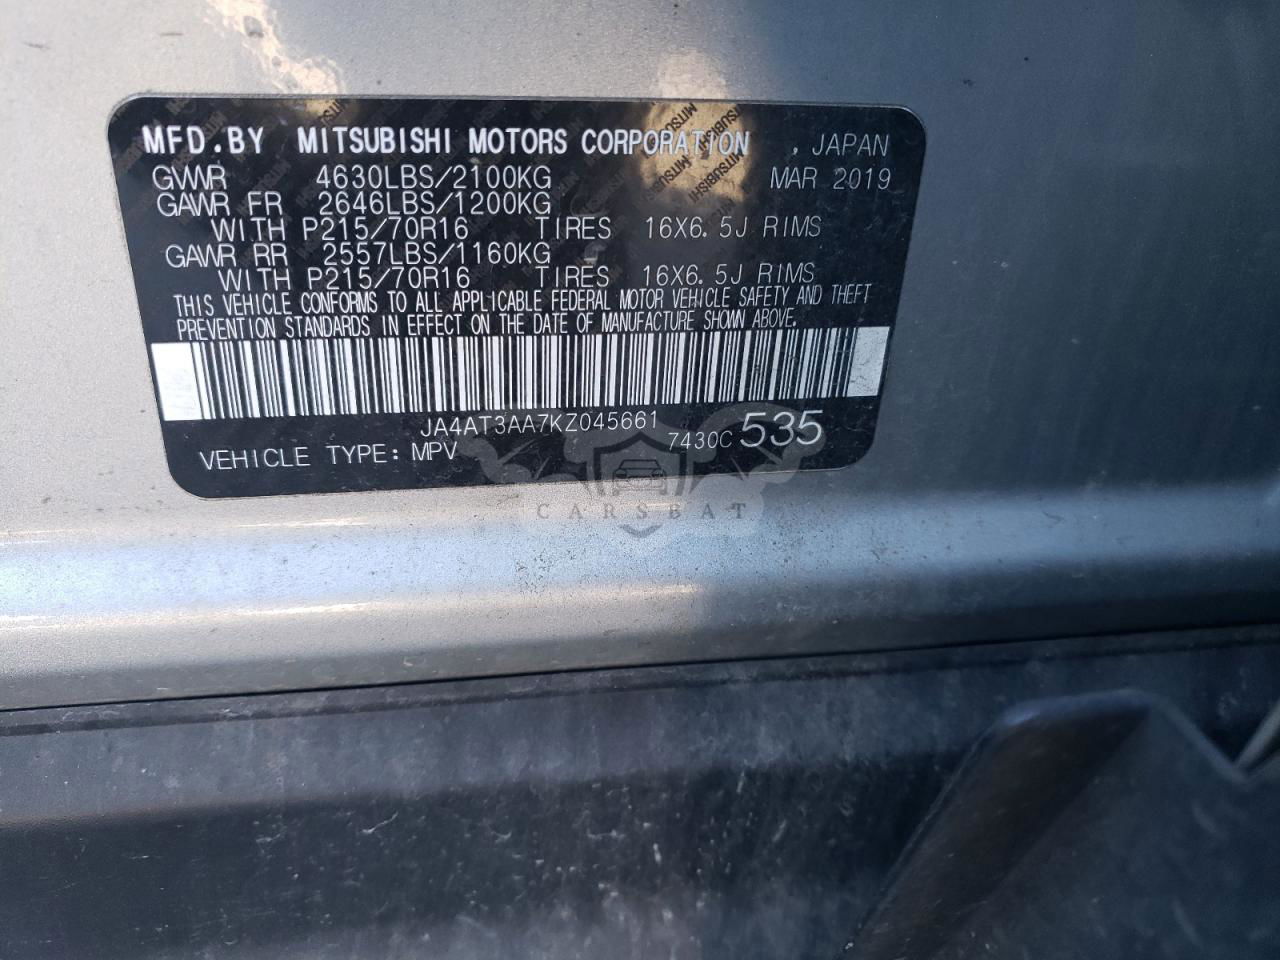 MFD.BY MITSUBISHI MOTORS CORPORATION , JAPAN
GVWR 4630LBS/2100KG MAR 2019
GAWR FR 2646LBS/1200KG
WITH P215/70R16 TIRES 16X6.5J RIMS
GAWR RR 2557LBS/1160KG
WITH P215/70R16 TIRES 16X6.5J RIMS
THIS VEHICLE CONFORMS TO ALL APPLICABLE FEDERAL MOTOR VEHICLE SAFETY AND THEFT
PREVENTION STANDARDS IN EFFECT ON THE DATE OF MANUFACTURE SHOWN ABOVE.
JA4AT3AA7KZ045661
7430C 535
VEHICLE TYPE: MPV
CARSBAT